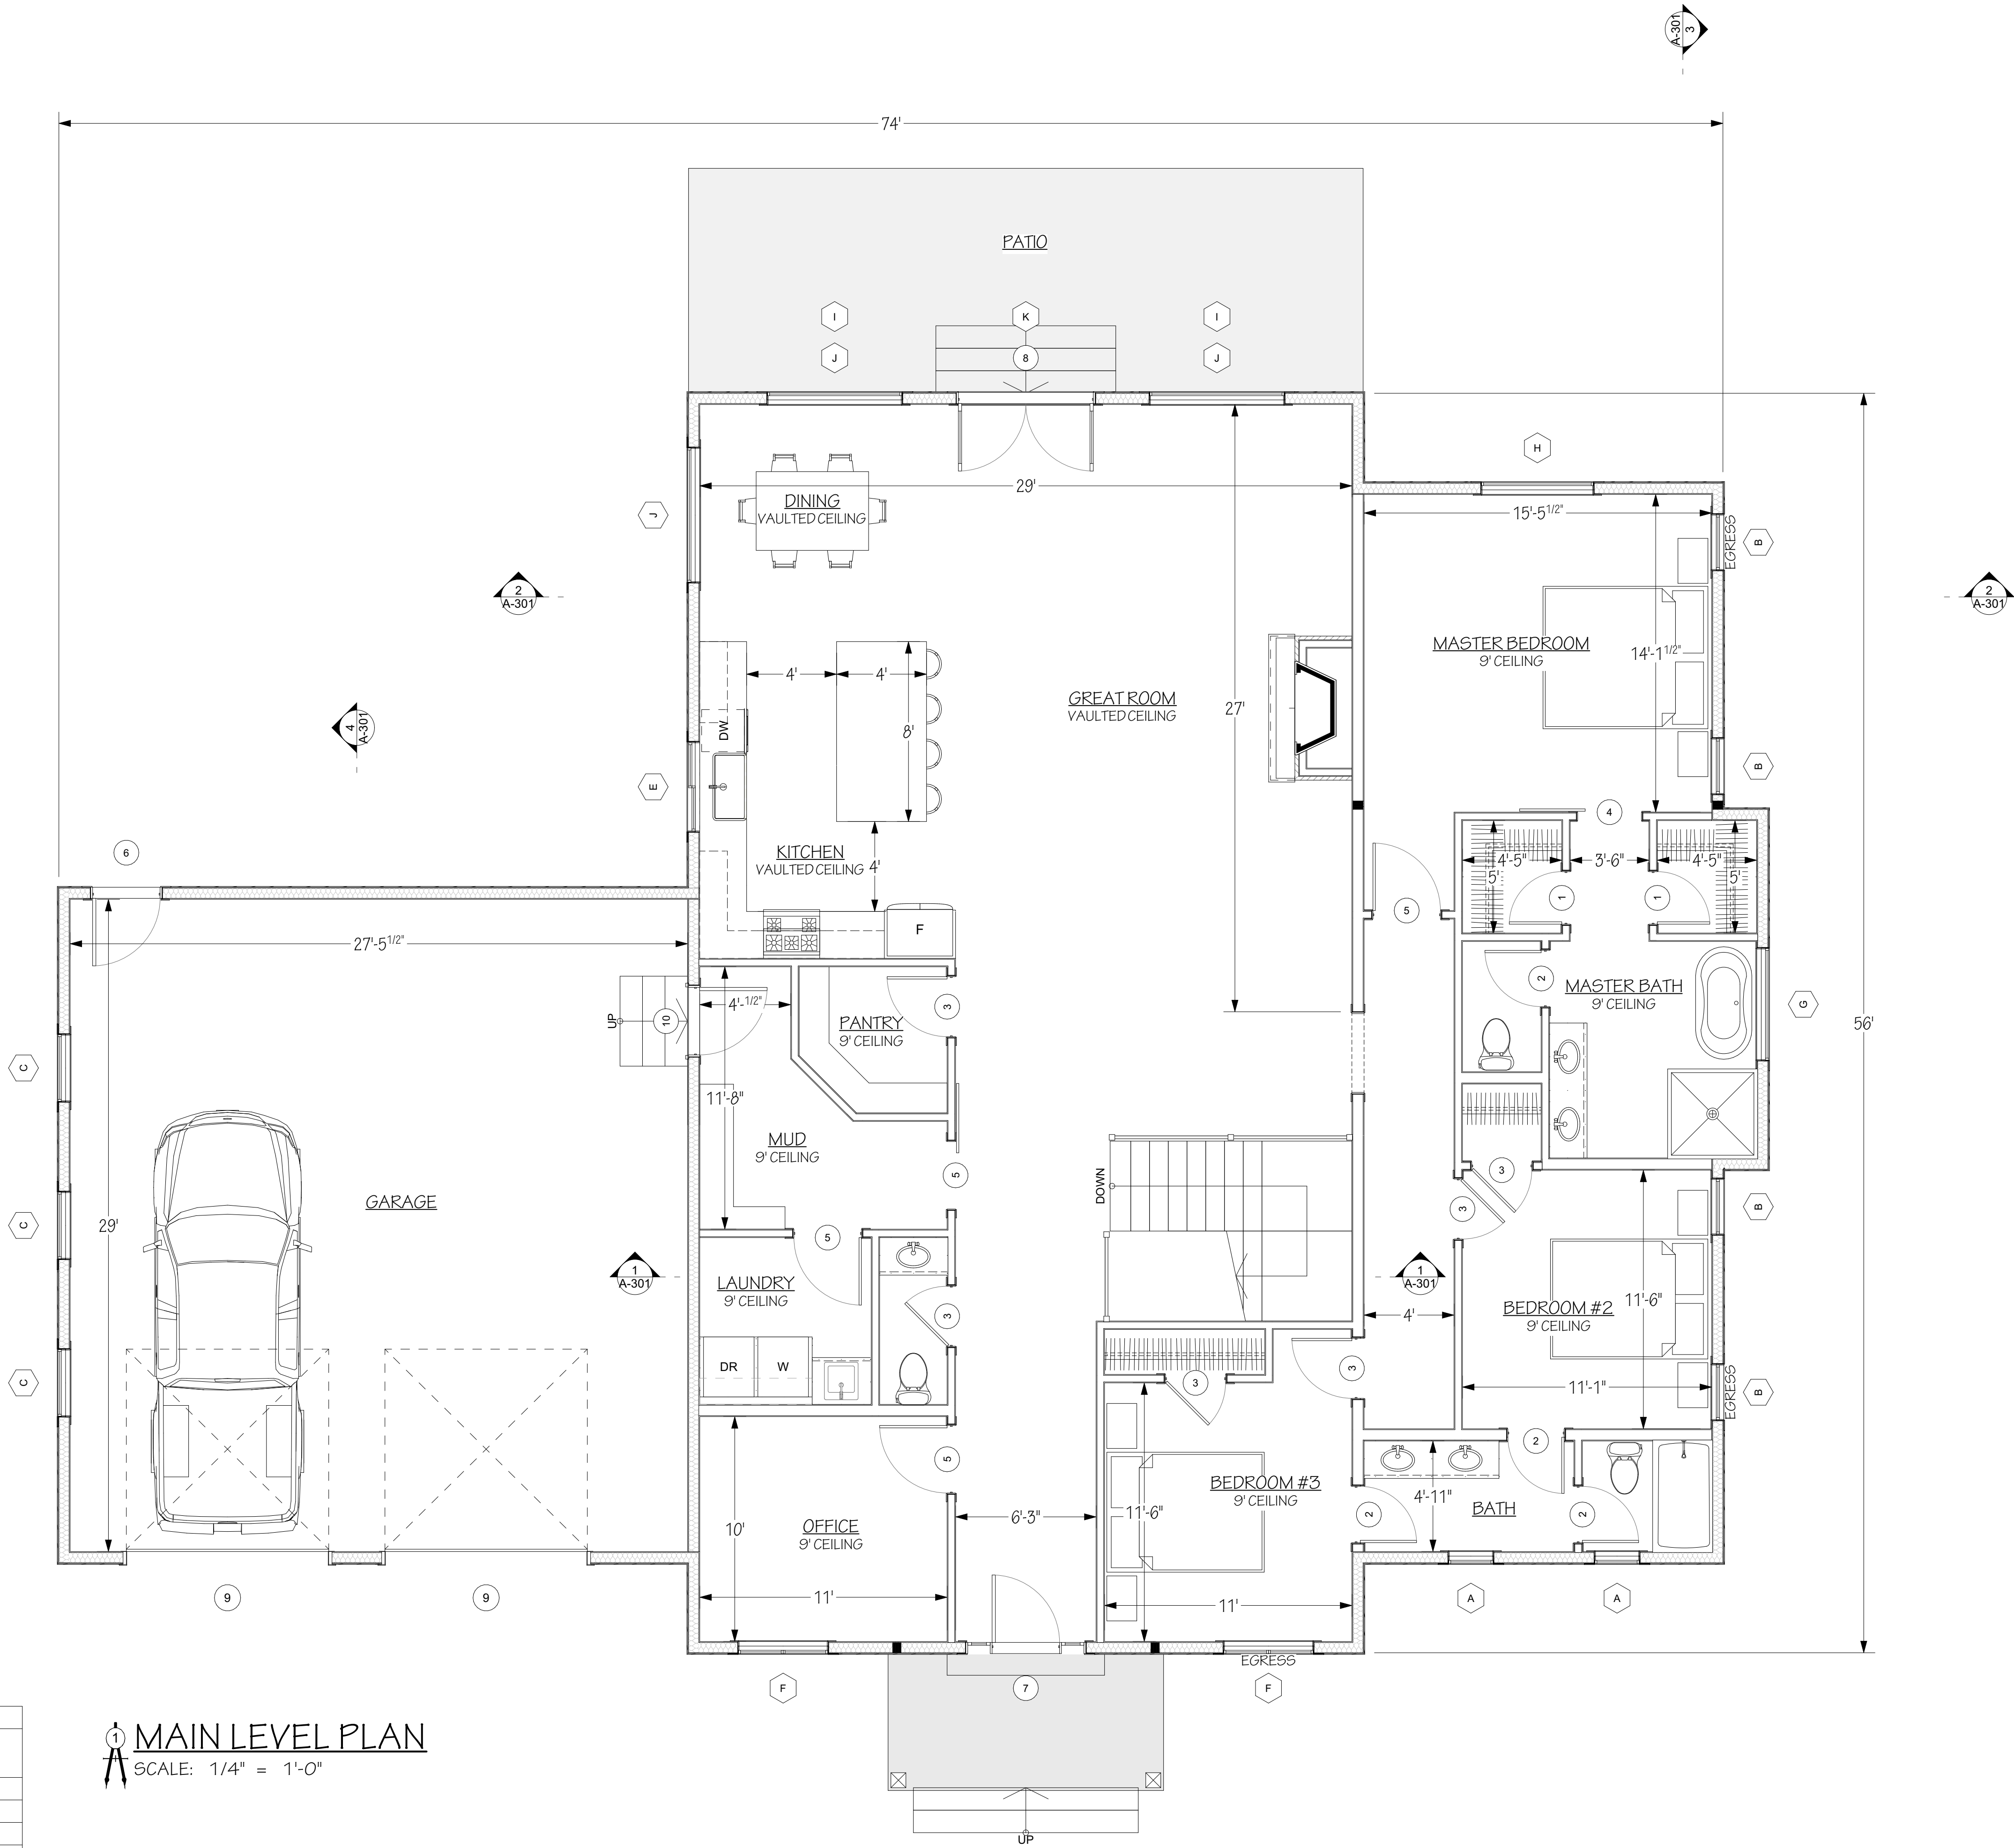 A-301
3
74'
PATIO
I
K
I
J
8
J
H
29'
DINING
VAULTED CEILING
15'-5 1/2"
EGRESS
B
J
2
A-301
2
A-301
MASTER BEDROOM
9' CEILING
14'-1 1/2"
4'
4'
GREAT ROOM
VAULTED CEILING
27'
8'
DW
4
A-301
E
B
4
6
KITCHEN
VAULTED CEILING
4'
4'-5"
3'-6"
4'-5"
5'
5'
1
1
5
F
27'-5 1/2"
2
MASTER BATH
9' CEILING
G
4'-1/2"
3
UP
10
PANTRY
9' CEILING
56'
C
11'-8"
MUD
9' CEILING
5
DOWN
3
3
B
GARAGE
29'
C
5
1
A-301
1
A-301
LAUNDRY
9' CEILING
3
4'
BEDROOM #2
9' CEILING
11'-6"
DR
W
3
3
11'-1"
EGRESS
B
C
5
2
BEDROOM #3
9' CEILING
4'-11"
BATH
2
2
10'
OFFICE
9' CEILING
6'-3"
11'-6"
11'
11'
9
9
A
A
EGRESS
F
7
F
1
MAIN LEVEL PLAN
SCALE: 1/4" = 1'-0"
UP